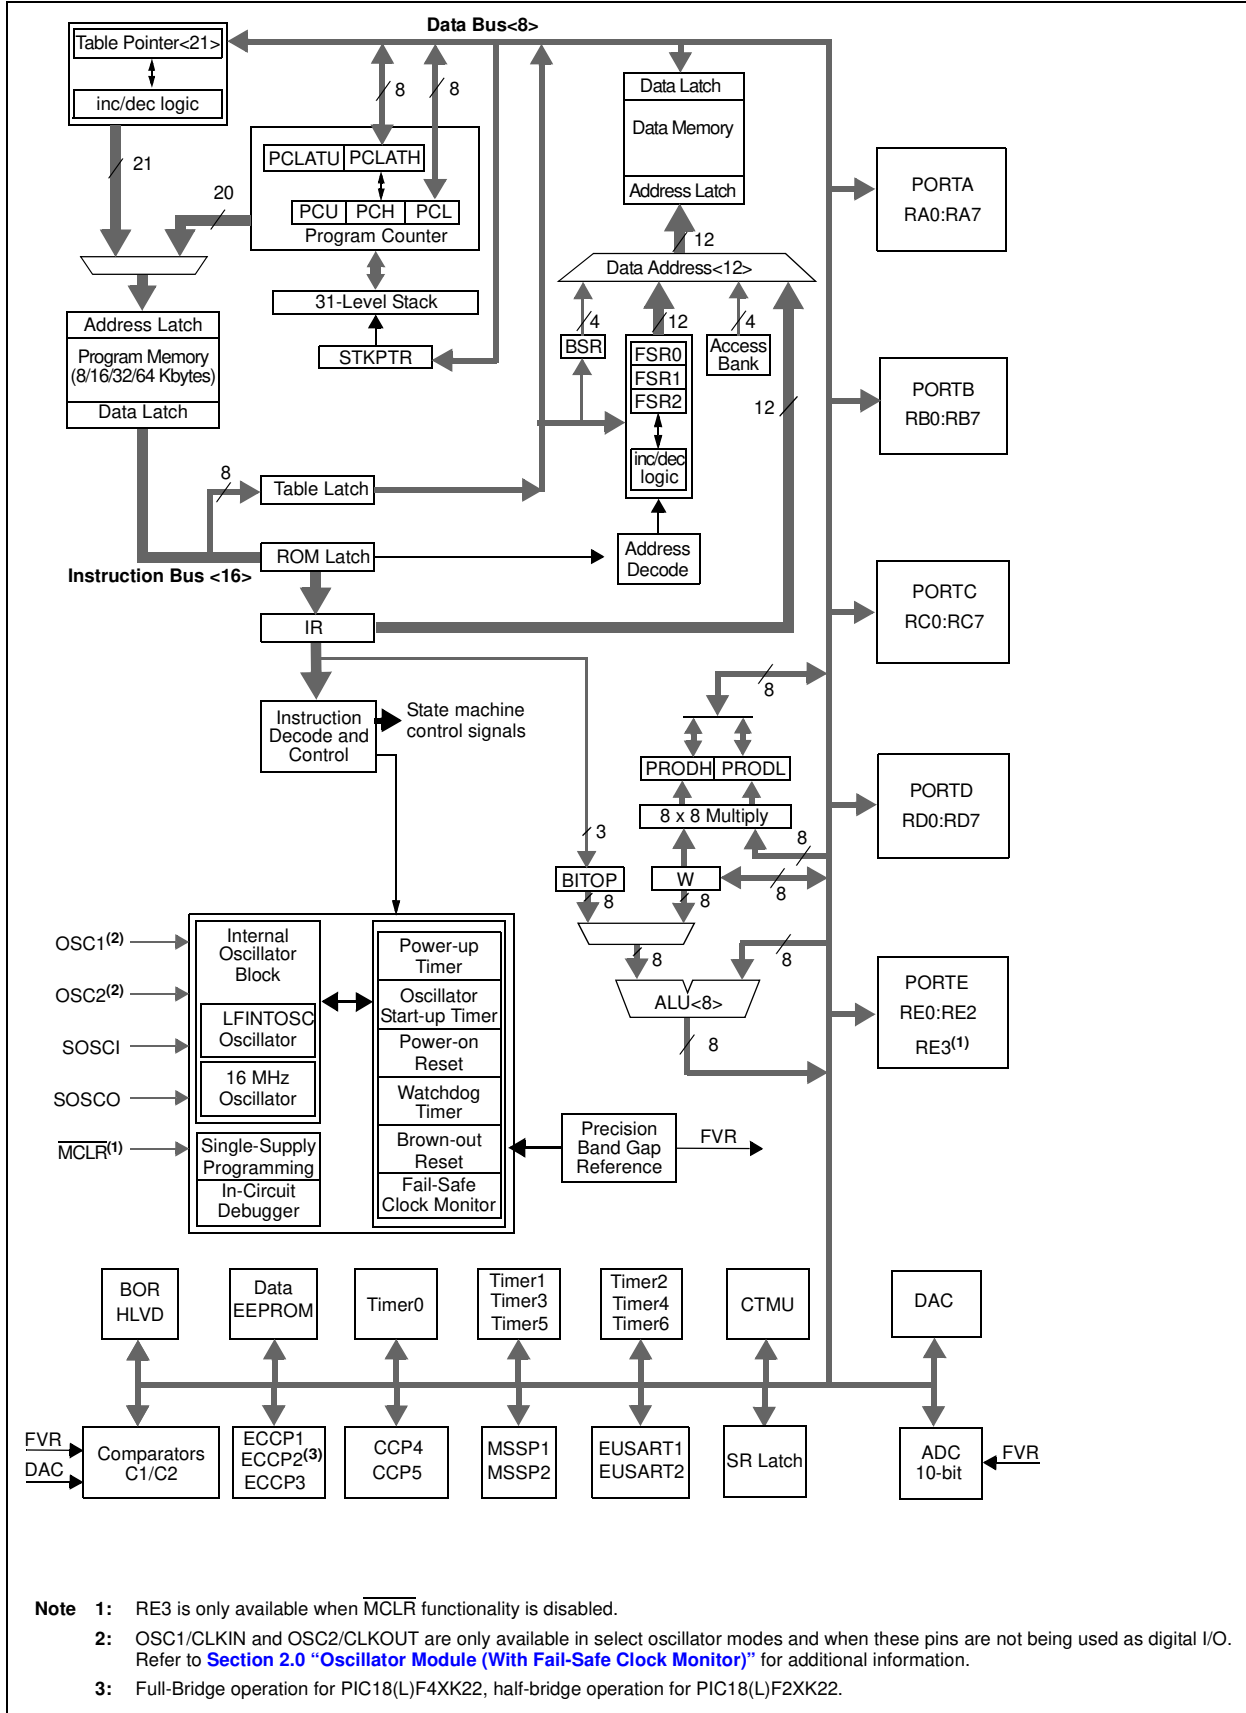 Data Bus<8>
Table Pointer<21>
inc/dec logic
21
20
8
8
PCLATU PCLATH
PCU PCH PCL
Program Counter
31-Level Stack
STKPTR
Data Latch
Data Memory
Address Latch
12
Data Address<12>
4
12
4
BSR
FSR0
FSR1
FSR2
inc/dec
logic
Access
Bank
12
Address
Decode
Address Latch
Program Memory
(8/16/32/64 Kbytes)
Data Latch
8
Table Latch
ROM Latch
Instruction Bus <16>
IR
Instruction
Decode and
Control
State machine
control signals
8
PRODH PRODL
8 x 8 Multiply
3
8
BITOP
W
8
8
8
8
8
ALU<8>
8
PORTA
RA0:RA7
PORTB
RB0:RB7
PORTC
RC0:RC7
PORTD
RD0:RD7
PORTE
RE0:RE2
RE3(1)
OSC1(2)
OSC2(2)
SOSCI
SOSCO
MCLR(1)
Internal
Oscillator
Block
LFINTOSC
Oscillator
16 MHz
Oscillator
Single-Supply
Programming
In-Circuit
Debugger
Power-up
Timer
Oscillator
Start-up Timer
Power-on
Reset
Watchdog
Timer
Brown-out
Reset
Fail-Safe
Clock Monitor
Precision
Band Gap
Reference
FVR
BOR
HLVD
Data
EEPROM
Timer0
Timer1
Timer3
Timer5
Timer2
Timer4
Timer6
CTMU
DAC
FVR
DAC
Comparators
C1/C2
ECCP1
ECCP2(3)
ECCP3
CCP4
CCP5
MSSP1
MSSP2
EUSART1
EUSART2
SR Latch
ADC
10-bit
FVR
Note 1: RE3 is only available when MCLR functionality is disabled.
2: OSC1/CLKIN and OSC2/CLKOUT are only available in select oscillator modes and when these pins are not being used as digital I/O.
Refer to Section 2.0 “Oscillator Module (With Fail-Safe Clock Monitor)” for additional information.
3: Full-Bridge operation for PIC18(L)F4XK22, half-bridge operation for PIC18(L)F2XK22.